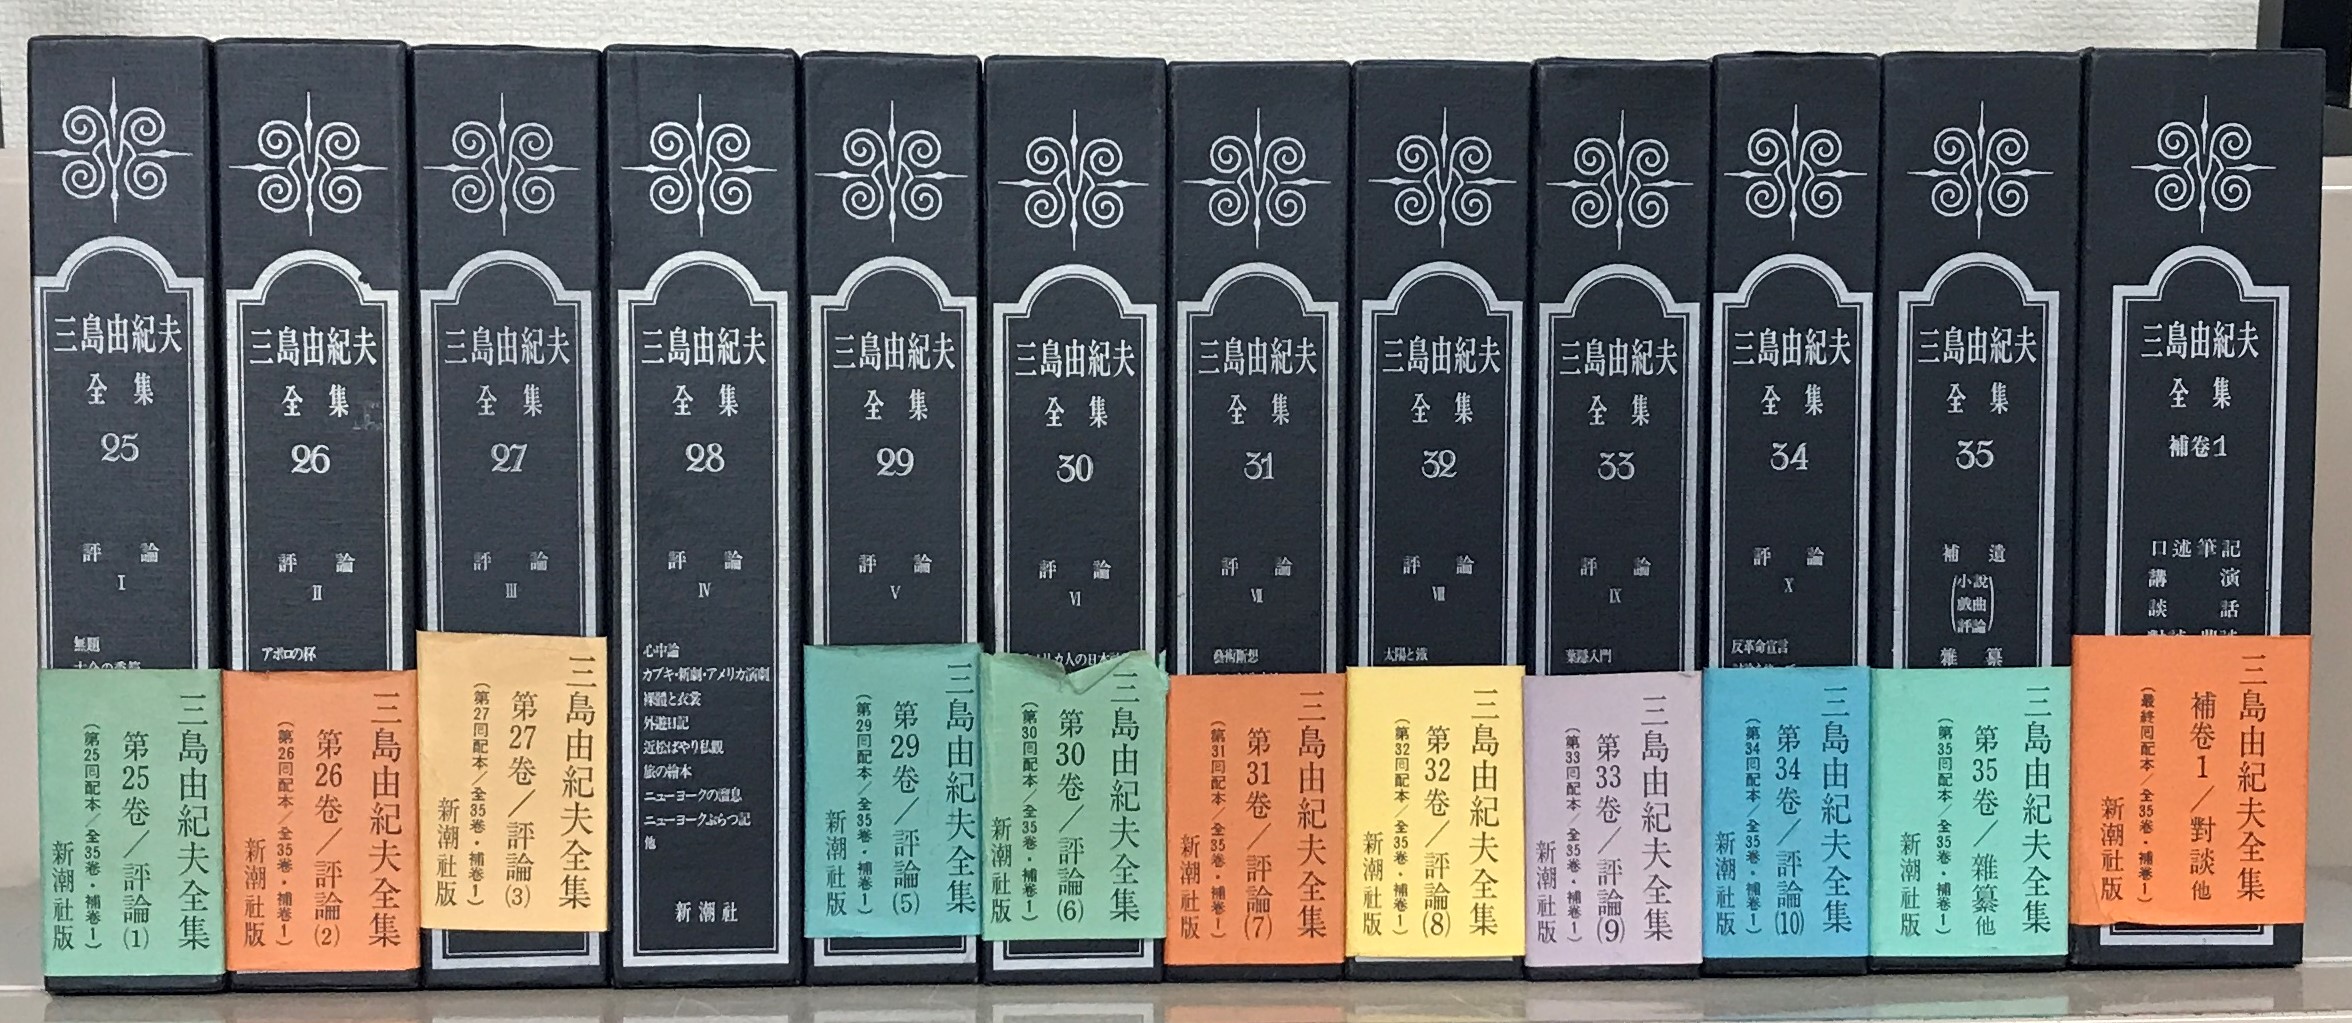 三島由紀夫
全集
25
評論
I
無題
三島由紀夫全集
第25巻/評論(1)
(第25回配本/全35巻・補巻1)
新潮社版
三島由紀夫
全集
26
評論
II
アポロの杯
三島由紀夫全集
第26巻/評論(2)
(第26回配本/全35巻・補巻1)
新潮社版
三島由紀夫
全集
27
評論
III
三島由紀夫全集
第27巻/評論(3)
(第27回配本/全35巻・補巻1)
新潮社版
三島由紀夫
全集
28
評論
IV
心中論
カブキ・新劇・アメリカ演劇
裸體と衣裳
外遊日記
近松ばやり私観
旅の繪本
ニューヨークの溜息
ニューヨークぶらつ記
他
新潮社
三島由紀夫
全集
29
評論
V
三島由紀夫全集
第29巻/評論(5)
(第29回配本/全35巻・補巻1)
新潮社版
三島由紀夫
全集
30
評論
VI
三島由紀夫全集
第30巻/評論(6)
(第30回配本/全35巻・補巻1)
新潮社版
三島由紀夫
全集
31
評論
VII
藝術斷想
三島由紀夫全集
第31巻/評論(7)
(第31回配本/全35巻・補巻1)
新潮社版
三島由紀夫
全集
32
評論
VIII
太陽と鐵
三島由紀夫全集
第32巻/評論(8)
(第32回配本/全35巻・補巻1)
新潮社版
三島由紀夫
全集
33
評論
IX
葉隱入門
三島由紀夫全集
第33巻/評論(9)
(第33回配本/全35巻・補巻1)
新潮社版
三島由紀夫
全集
34
評論
X
反革命宣言
三島由紀夫全集
第34巻/評論(10)
(第34回配本/全35巻・補巻1)
新潮社版
三島由紀夫
全集
35
補遺
(小説
戯曲
評論)
雜纂
三島由紀夫全集
第35巻/雜纂他
(第35回配本/全35巻・補巻1)
新潮社版
三島由紀夫
全集
補巻1
口述筆記
講演
談話
三島由紀夫全集
補巻1/對談他
(最終回配本/全35巻・補巻1)
新潮社版